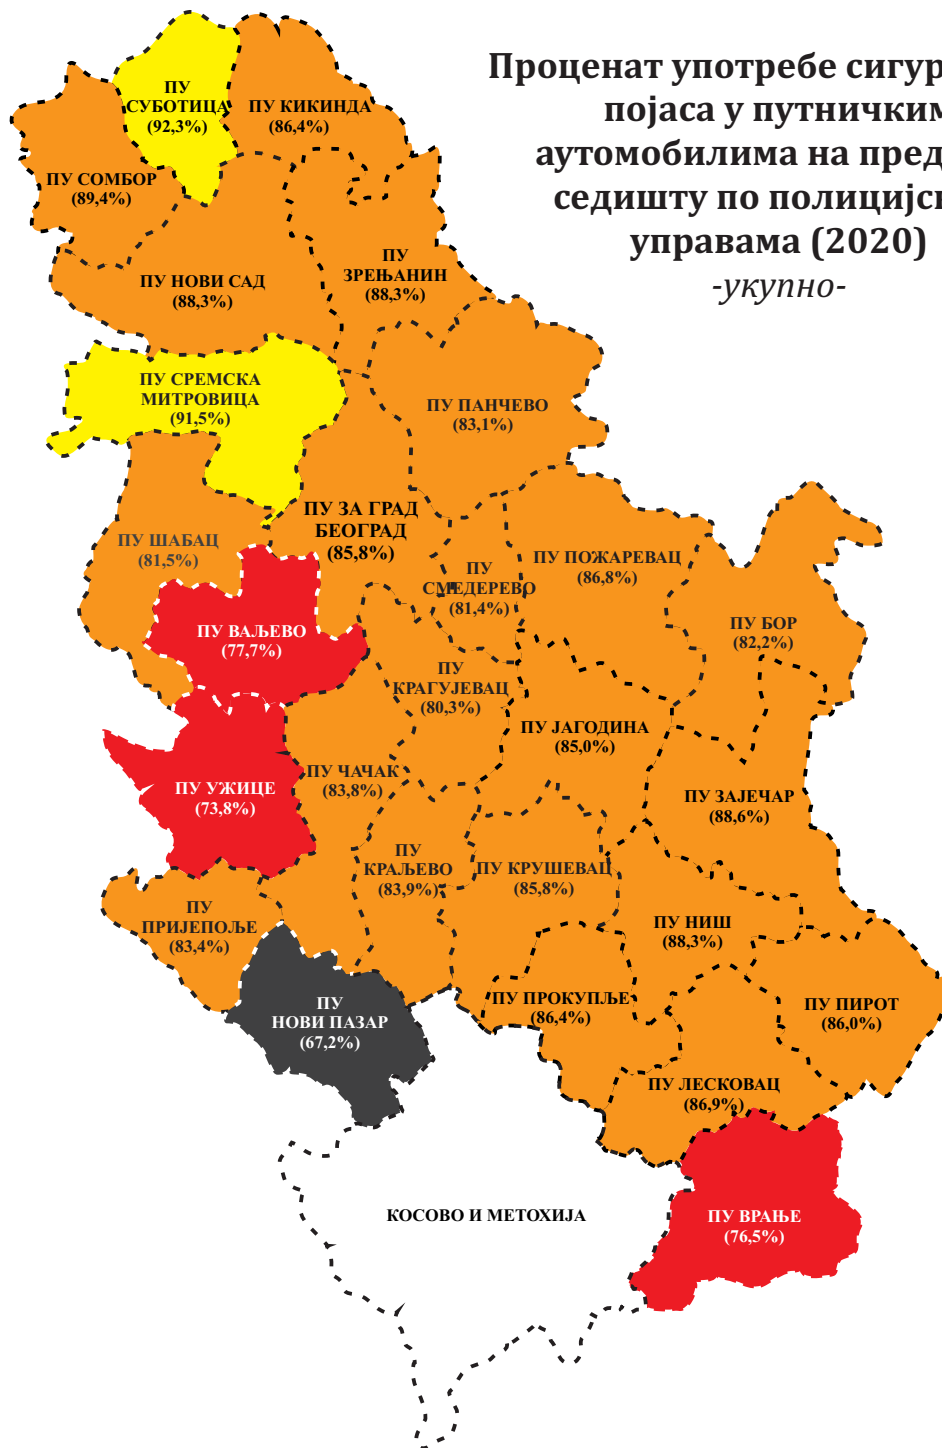 Проценат употребе сигур
појаса у путничким
аутомобилима на пред
седишту по полицијс
управама (2020)
-укупно-
ПУ
СУБОТИЦА
(92,3%)
ПУ КИКИНДА
(86,4%)
ПУ СОМБОР
(89,4%)
ПУ НОВИ САД
(88,3%)
ПУ
ЗРЕЊАНИН
(88,3%)
ПУ СРЕМСКА
МИТРОВИЦА
(91,5%)
ПУ ПАНЧЕВО
(83,1%)
ПУ ЗА ГРАД
БЕОГРАД
(85,8%)
ПУ ШАБАЦ
(81,5%)
ПУ
СМЕДЕРЕВО
(81,4%)
ПУ ПОЖАРЕВАЦ
(86,8%)
ПУ БОР
(82,2%)
ПУ ВАЉЕВО
(77,7%)
ПУ
КРАГУЈЕВАЦ
(80,3%)
ПУ ЈАГОДИНА
(85,0%)
ПУ УЖИЦЕ
(73,8%)
ПУ ЧАЧАК
(83,8%)
ПУ ЗАЈЕЧАР
(88,6%)
ПУ
КРАЉЕВО
(83,9%)
ПУ КРУШЕВАЦ
(85,8%)
ПУ
ПРИЈЕПОЉЕ
(83,4%)
ПУ НИШ
(88,3%)
ПУ
НОВИ ПАЗАР
(67,2%)
ПУ ПРОКУПЉЕ
(86,4%)
ПУ ПИРОТ
(86,0%)
ПУ ЛЕСКОВАЦ
(86,9%)
КОСОВО И МЕТОХИЈА
ПУ ВРАЊЕ
(76,5%)